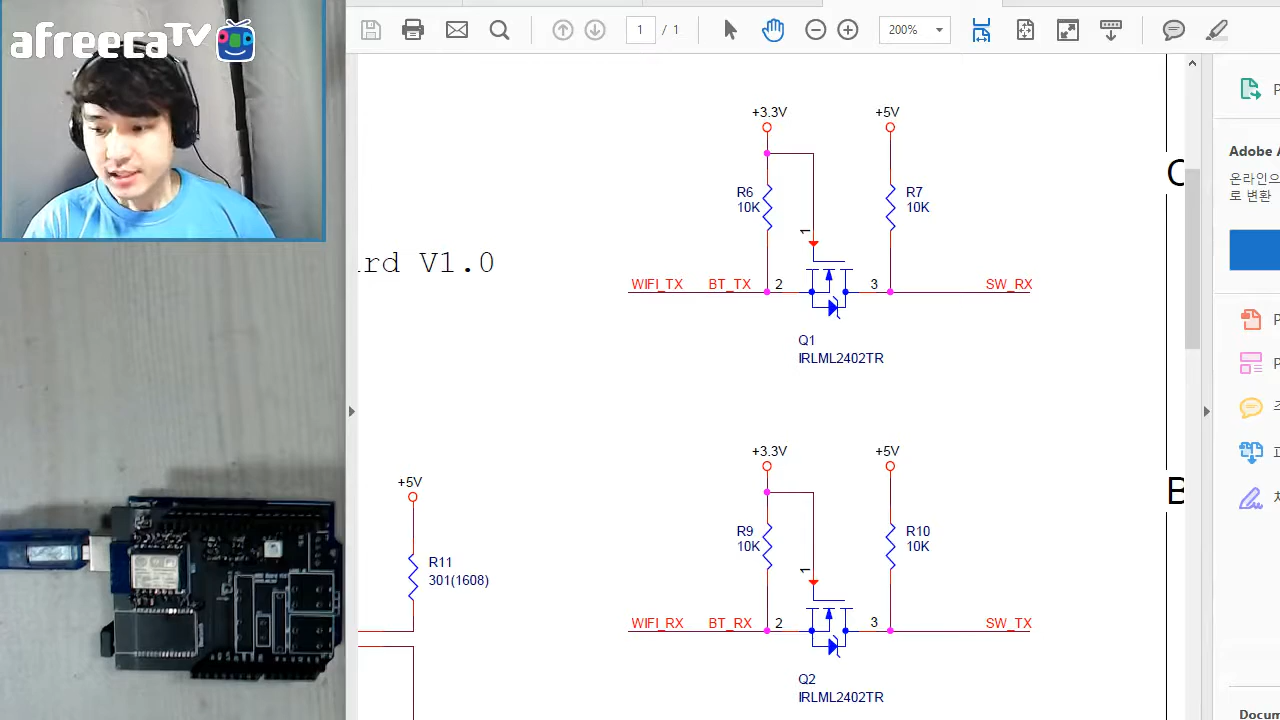 afreecaTV
1 / 1
200%
+3.3V
+5V
R6
10K
R7
10K
1
WIFI_TX
BT_TX
2
3
SW_RX
Q1
IRLML2402TR
C
rd V1.0
+3.3V
+5V
R9
10K
R10
10K
1
WIFI_RX
BT_RX
2
3
SW_TX
Q2
IRLML2402TR
B
+5V
R11
301(1608)
Adobe A
온라인으
로 변환
P
P
P
Docum